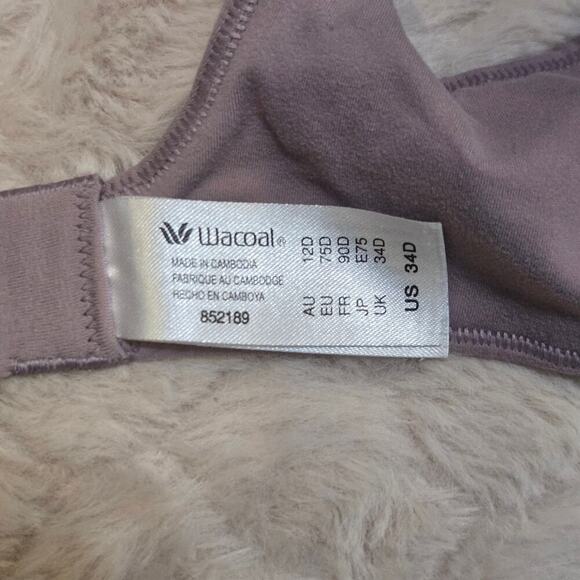 Wacoal®
MADE IN CAMBODIA
FABRIQUE AU CAMBODGE
HECHO EN CAMBOYA
852189
AU 12D
EU 75D
FR 90D
JP E75
UK 34D
US 34D